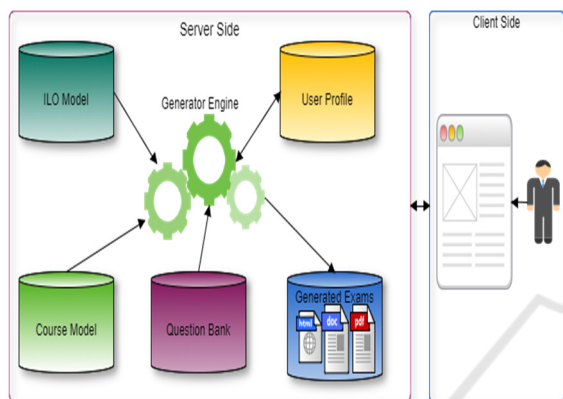 Server Side
Client Side
ILO Model
Generator Engine
User Profile
Course Model
Question Bank
Generated Exams
html
doc
pdf